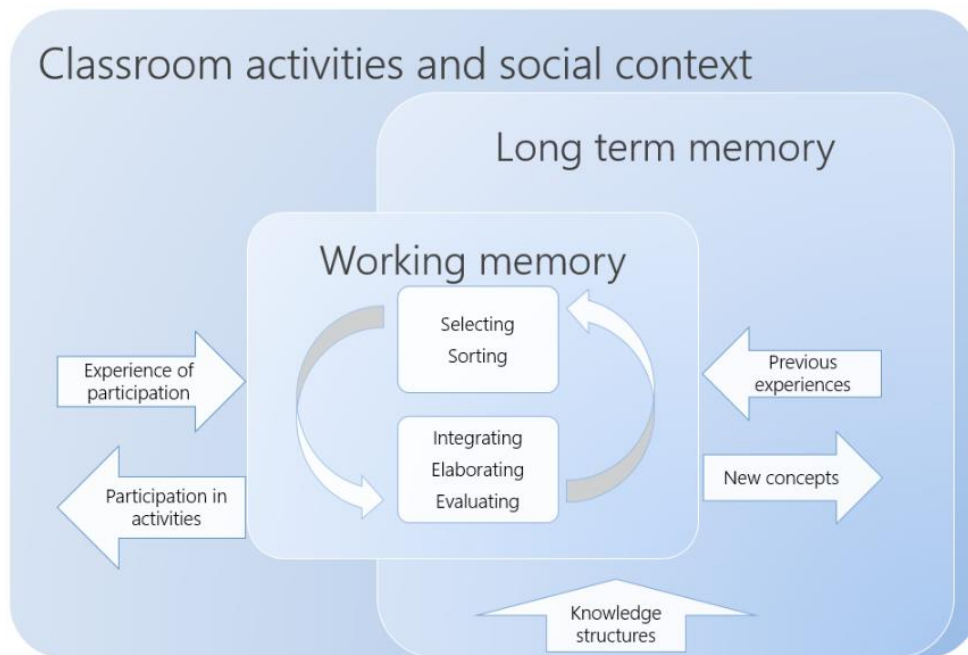 Classroom activities and social context
Long term memory
Working memory
Selecting
Sorting
Experience of
participation
Previous
experiences
Integrating
Elaborating
Evaluating
Participation in
activities
New concepts
Knowledge
structures